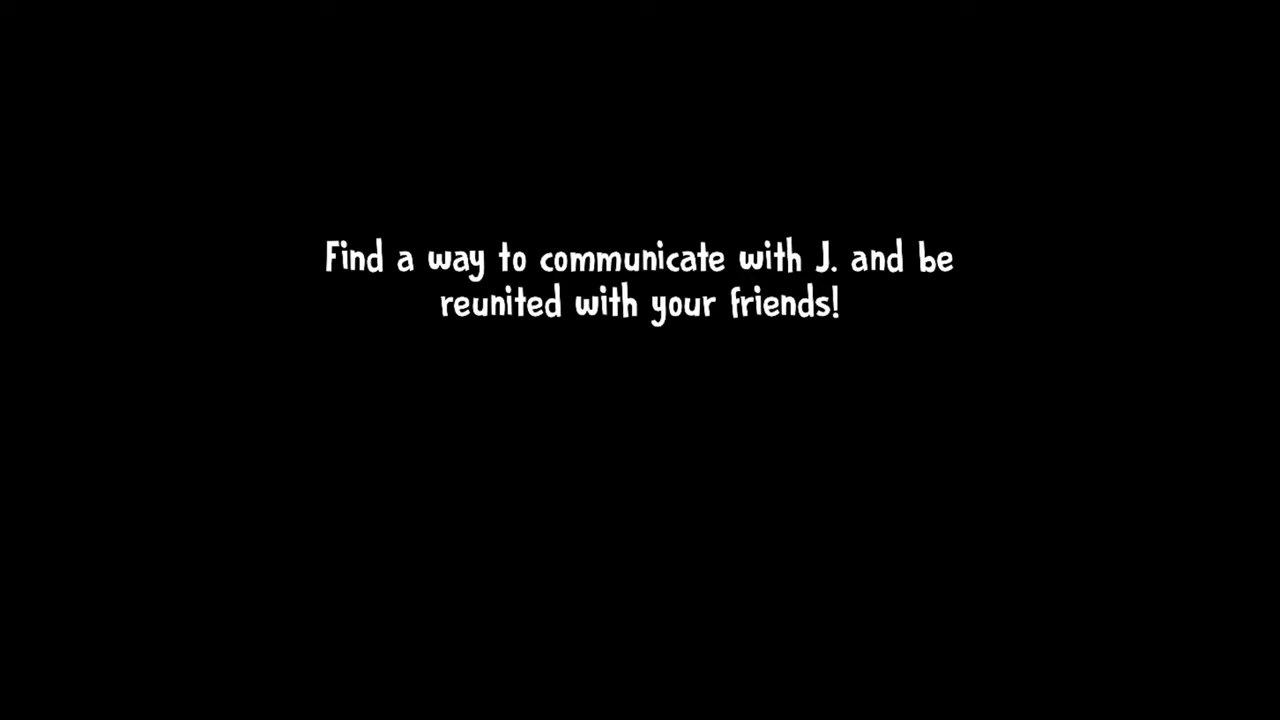 Find a way to communicate with J. and be
reunited with your friends!